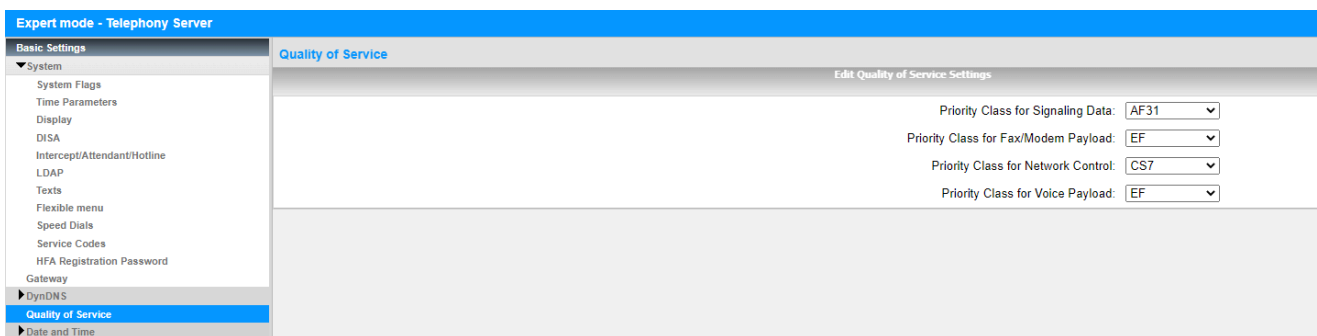 Expert mode - Telephony Server
Basic Settings
System
System Flags
Time Parameters
Display
DISA
Intercept/Attendant/Hotline
LDAP
Texts
Flexible menu
Speed Dials
Service Codes
HFA Registration Password
Gateway
DynDNS
Quality of Service
Date and Time
Quality of Service
Edit Quality of Service Settings
Priority Class for Signaling Data: AF31
Priority Class for Fax/Modem Payload: EF
Priority Class for Network Control: CS7
Priority Class for Voice Payload: EF